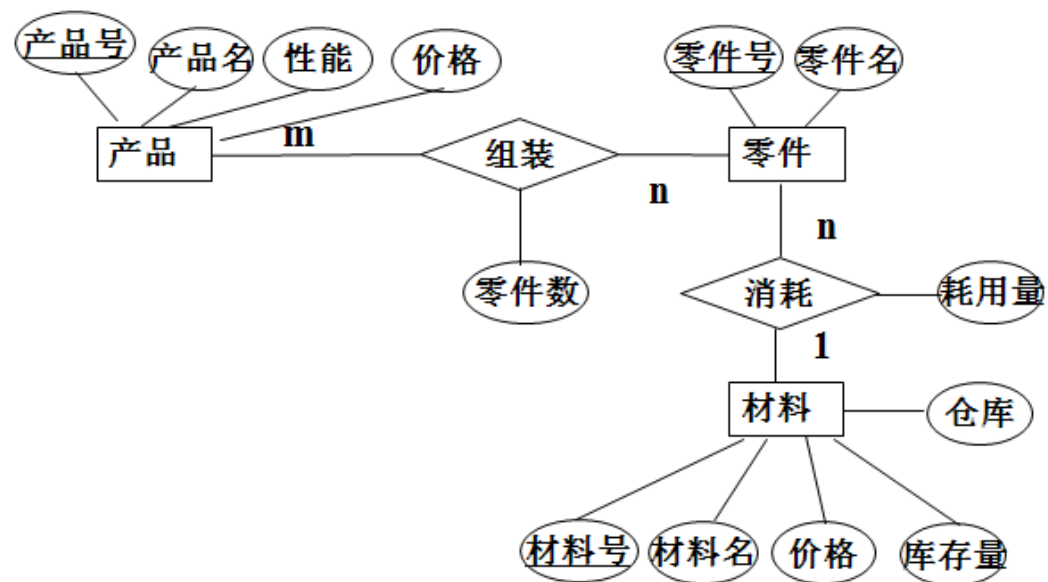 产品号
产品名
性能
价格
零件号
零件名
产品
m
组装
n
零件
n
零件数
消耗
耗用量
1
材料
仓库
材料号
材料名
价格
库存量